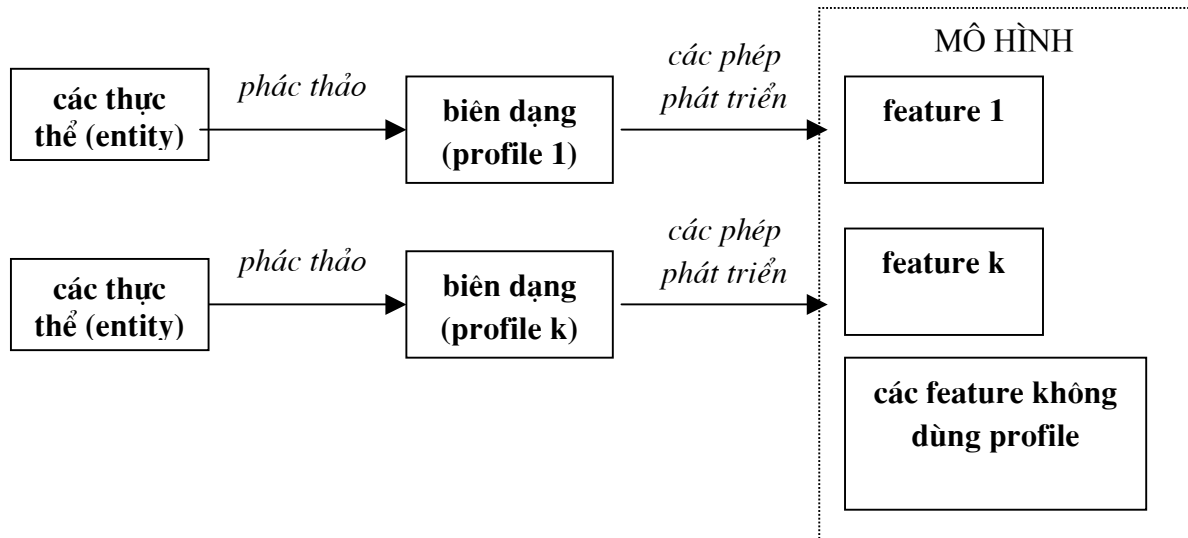 MÔ HÌNH
các thực
thể (entity)
phác thảo
biên dạng
(profile 1)
các phép
phát triển
feature 1
các thực
thể (entity)
phác thảo
biên dạng
(profile k)
các phép
phát triển
feature k
các feature không
dùng profile